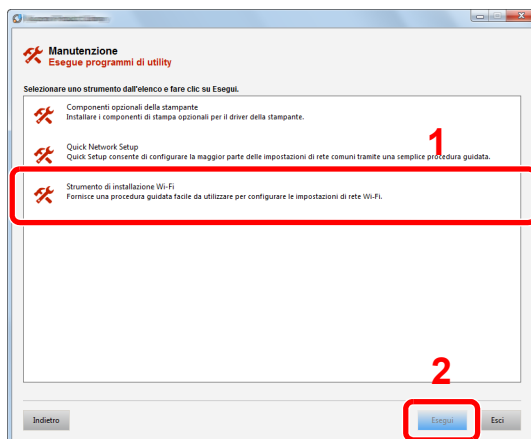 Manutenzione
Esegue programmi di utility
Selezionare uno strumento dall'elenco e fare clic su Esegui.
Componenti opzionali della stampante
Installare i componenti di stampa opzionali per il driver della stampante.
1
Quick Network Setup
Quick Setup consente di configurare la maggior parte delle impostazioni di rete comuni tramite una semplice procedura guidata.
Strumento di installazione Wi-Fi
Fornisce una procedura guidata facile da utilizzare per configurare le impostazioni di rete Wi-Fi.
2
Indietro
Esegui
Esci